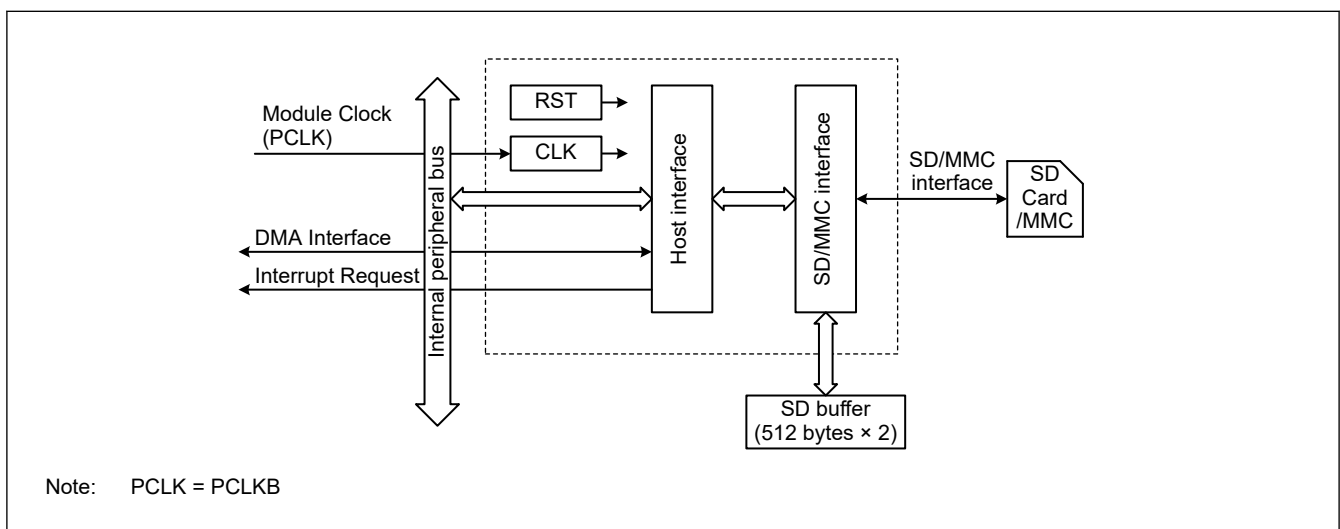 Module Clock
(PCLK)
RST
CLK
DMA Interface
Interrupt Request
Internal peripheral bus
Host interface
SD/MMC interface
SD/MMC
interface
SD
Card
/MMC
SD buffer
(512 bytes × 2)
Note: PCLK = PCLKB